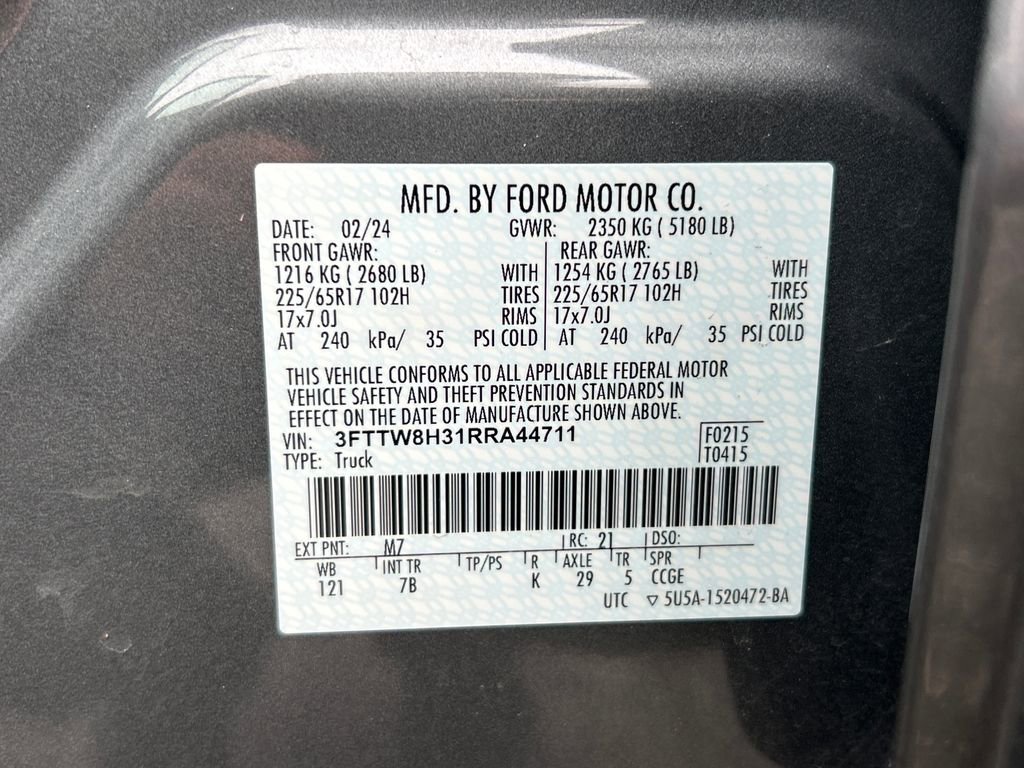 MFD. BY FORD MOTOR CO.
DATE: 02/24 GVWR: 2350 KG ( 5180 LB)
FRONT GAWR: REAR GAWR:
1216 KG ( 2680 LB) WITH 1254 KG ( 2765 LB) WITH
225/65R17 102H TIRES 225/65R17 102H TIRES
17x7.0J RIMS 17x7.0J RIMS
AT 240 kPa/ 35 PSI COLD AT 240 kPa/ 35 PSI COLD
THIS VEHICLE CONFORMS TO ALL APPLICABLE FEDERAL MOTOR
VEHICLE SAFETY AND THEFT PREVENTION STANDARDS IN
EFFECT ON THE DATE OF MANUFACTURE SHOWN ABOVE.
VIN: 3FTTW8H31RRA44711 F0215
TYPE: Truck T0415
EXT PNT: M7 RC: 21 DSO:
WB INT TR TP/PS R AXLE TR SPR
121 7B K 29 5 CCGE
UTC ▽ 5U5A-1520472-BA